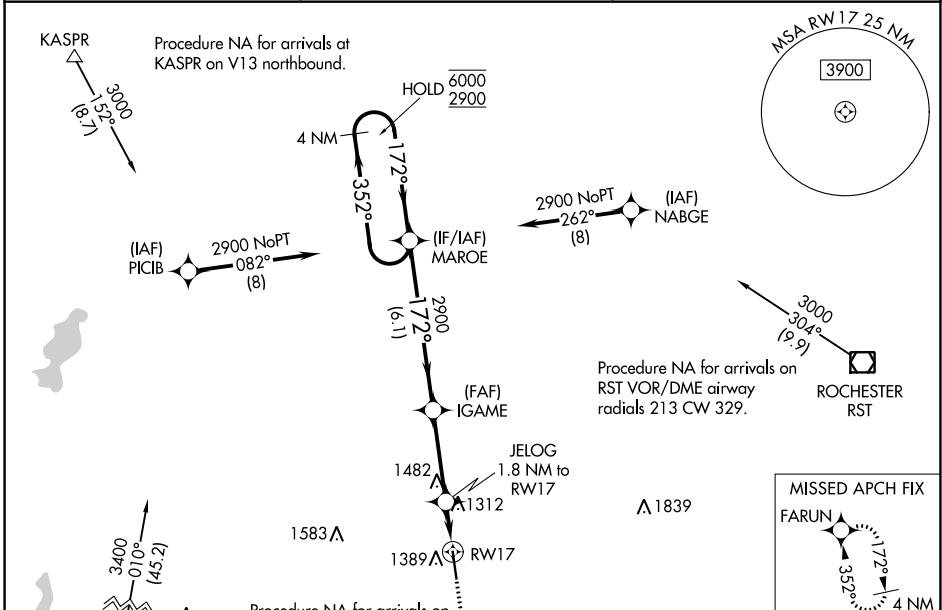 KASPR
Procedure NA for arrivals at
KASPR on V13 northbound.
3000
152°
(8.7)
HOLD 6000
2900
4 NM
172°
352°
MSA RW17 25 NM
3900
2900 NoPT
262°
(8)
(IAF)
NABGE
(IF/IAF)
MAROE
(IAF)
PICIB
2900 NoPT
082°
(8)
2900
172°
(6.1)
3000
304°
(9.9)
Procedure NA for arrivals on
RST VOR/DME airway
radials 213 CW 329.
ROCHESTER
RST
(FAF)
IGAME
JELOG
1.8 NM to
RW17
1482
1312
1839
1583
1389
RW17
3400
010°
(45.2)
MISSED APCH FIX
FARUN
172°
352°
4 NM
Procedure NA for arrivals on